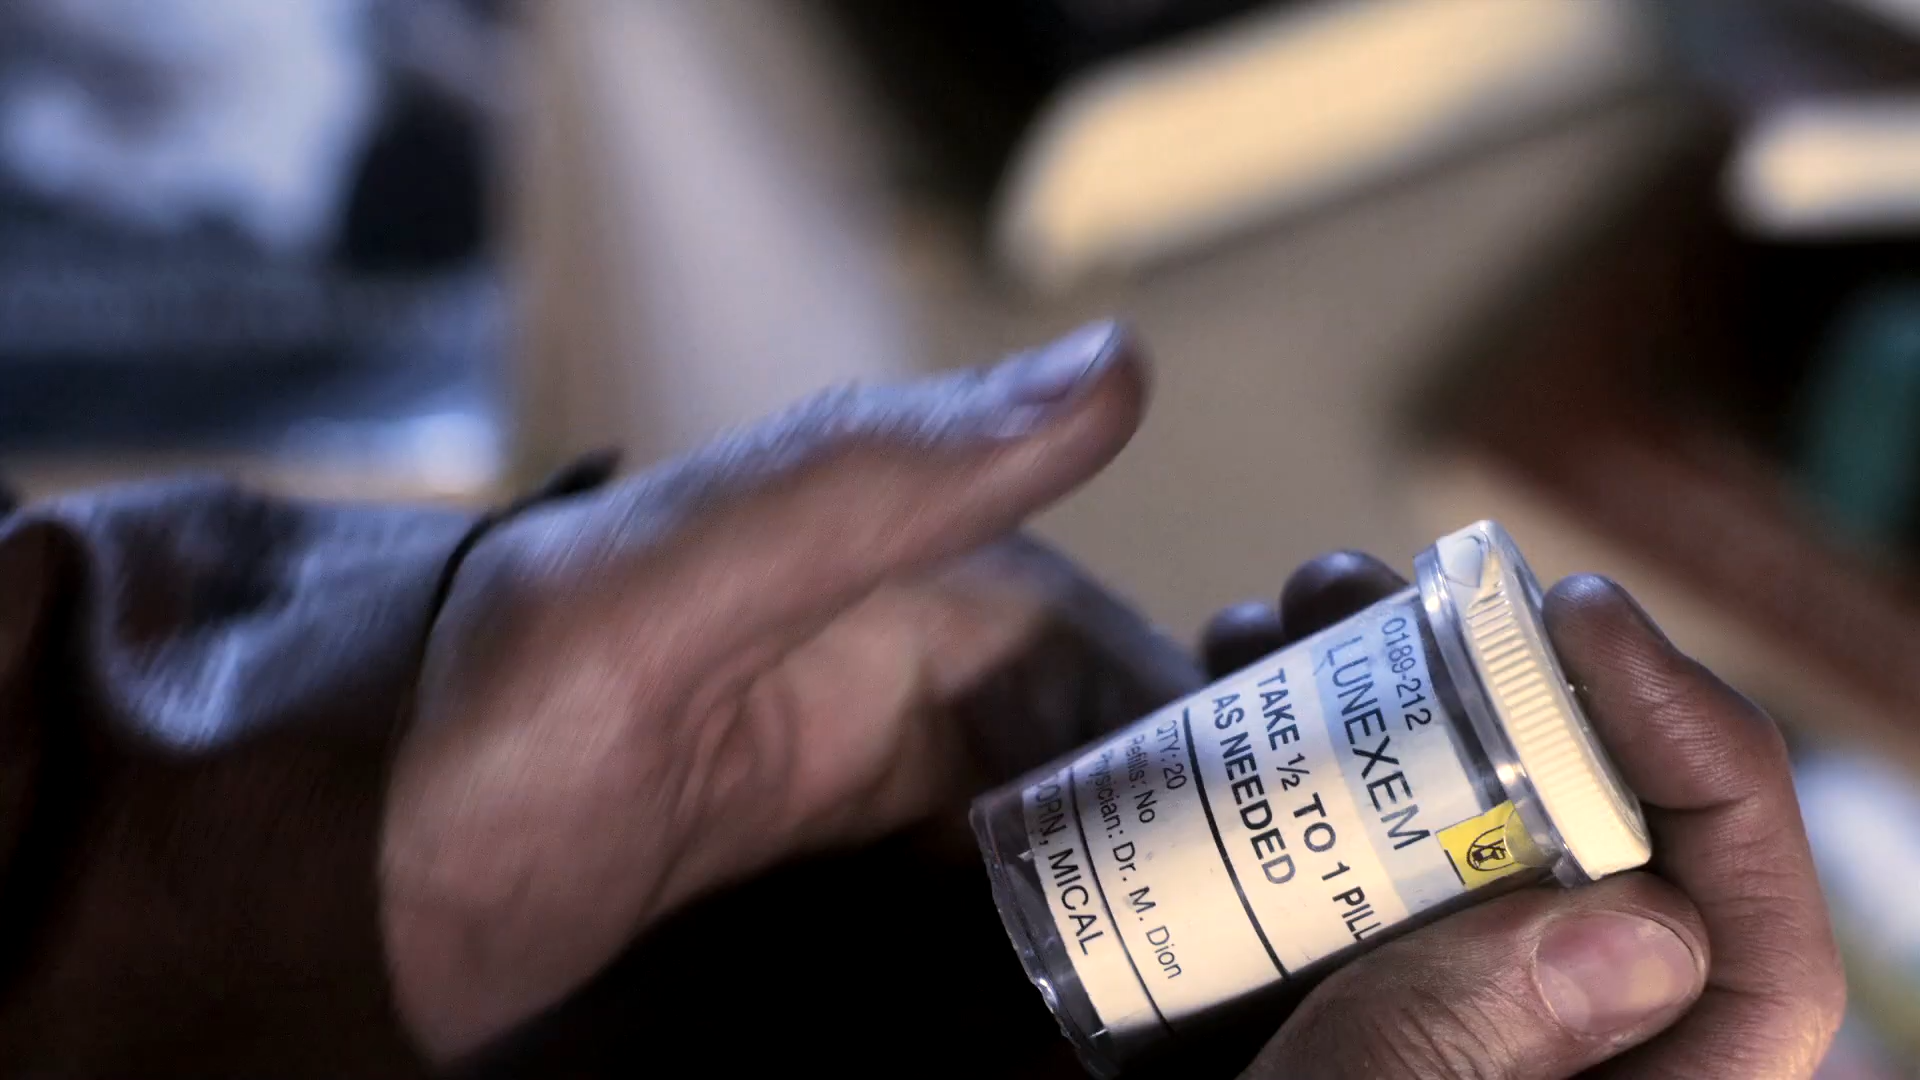 0189-212
LUNEXEM
TAKE ½ TO 1 PILL
AS NEEDED
QTY: 20
Refills: No
Physician: Dr. M. Dion
MICAL